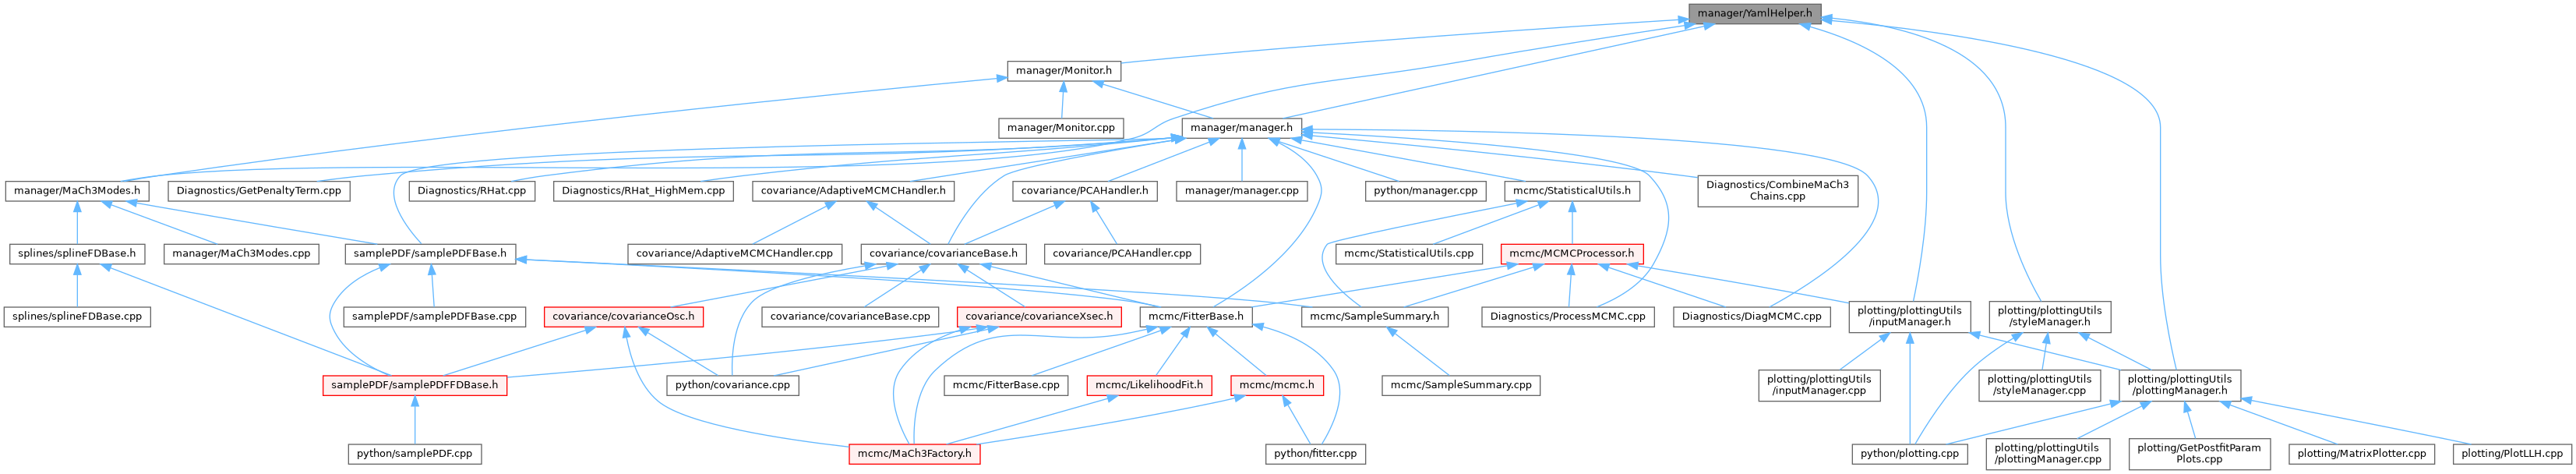 manager/YamlHelper.h
manager/Monitor.h
manager/Monitor.cpp
manager/manager.h
manager/MaCh3Modes.h
Diagnostics/GetPenaltyTerm.cpp
Diagnostics/RHat.cpp
Diagnostics/RHat_HighMem.cpp
covariance/AdaptiveMCMCHandler.h
covariance/PCAHandler.h
manager/manager.cpp
python/manager.cpp
mcmc/StatisticalUtils.h
Diagnostics/CombineMaCh3
Chains.cpp
splines/splineFDBase.h
manager/MaCh3Modes.cpp
samplePDF/samplePDFBase.h
covariance/AdaptiveMCMCHandler.cpp
covariance/covarianceBase.h
covariance/PCAHandler.cpp
mcmc/StatisticalUtils.cpp
mcmc/MCMCProcessor.h
splines/splineFDBase.cpp
samplePDF/samplePDFBase.cpp
covariance/covarianceOsc.h
covariance/covarianceBase.cpp
covariance/covarianceXsec.h
mcmc/FitterBase.h
mcmc/SampleSummary.h
Diagnostics/ProcessMCMC.cpp
Diagnostics/DiagMCMC.cpp
plotting/plottingUtils
/inputManager.h
plotting/plottingUtils
/styleManager.h
samplePDF/samplePDFFDBase.h
python/covariance.cpp
mcmc/FitterBase.cpp
mcmc/LikelihoodFit.h
mcmc/mcmc.h
mcmc/SampleSummary.cpp
plotting/plottingUtils
/inputManager.cpp
plotting/plottingUtils
/styleManager.cpp
plotting/plottingUtils
/plottingManager.h
python/samplePDF.cpp
mcmc/MaCh3Factory.h
python/fitter.cpp
python/plotting.cpp
plotting/plottingUtils
/plottingManager.cpp
plotting/GetPostfitParam
Plots.cpp
plotting/MatrixPlotter.cpp
plotting/PlotLLH.cpp